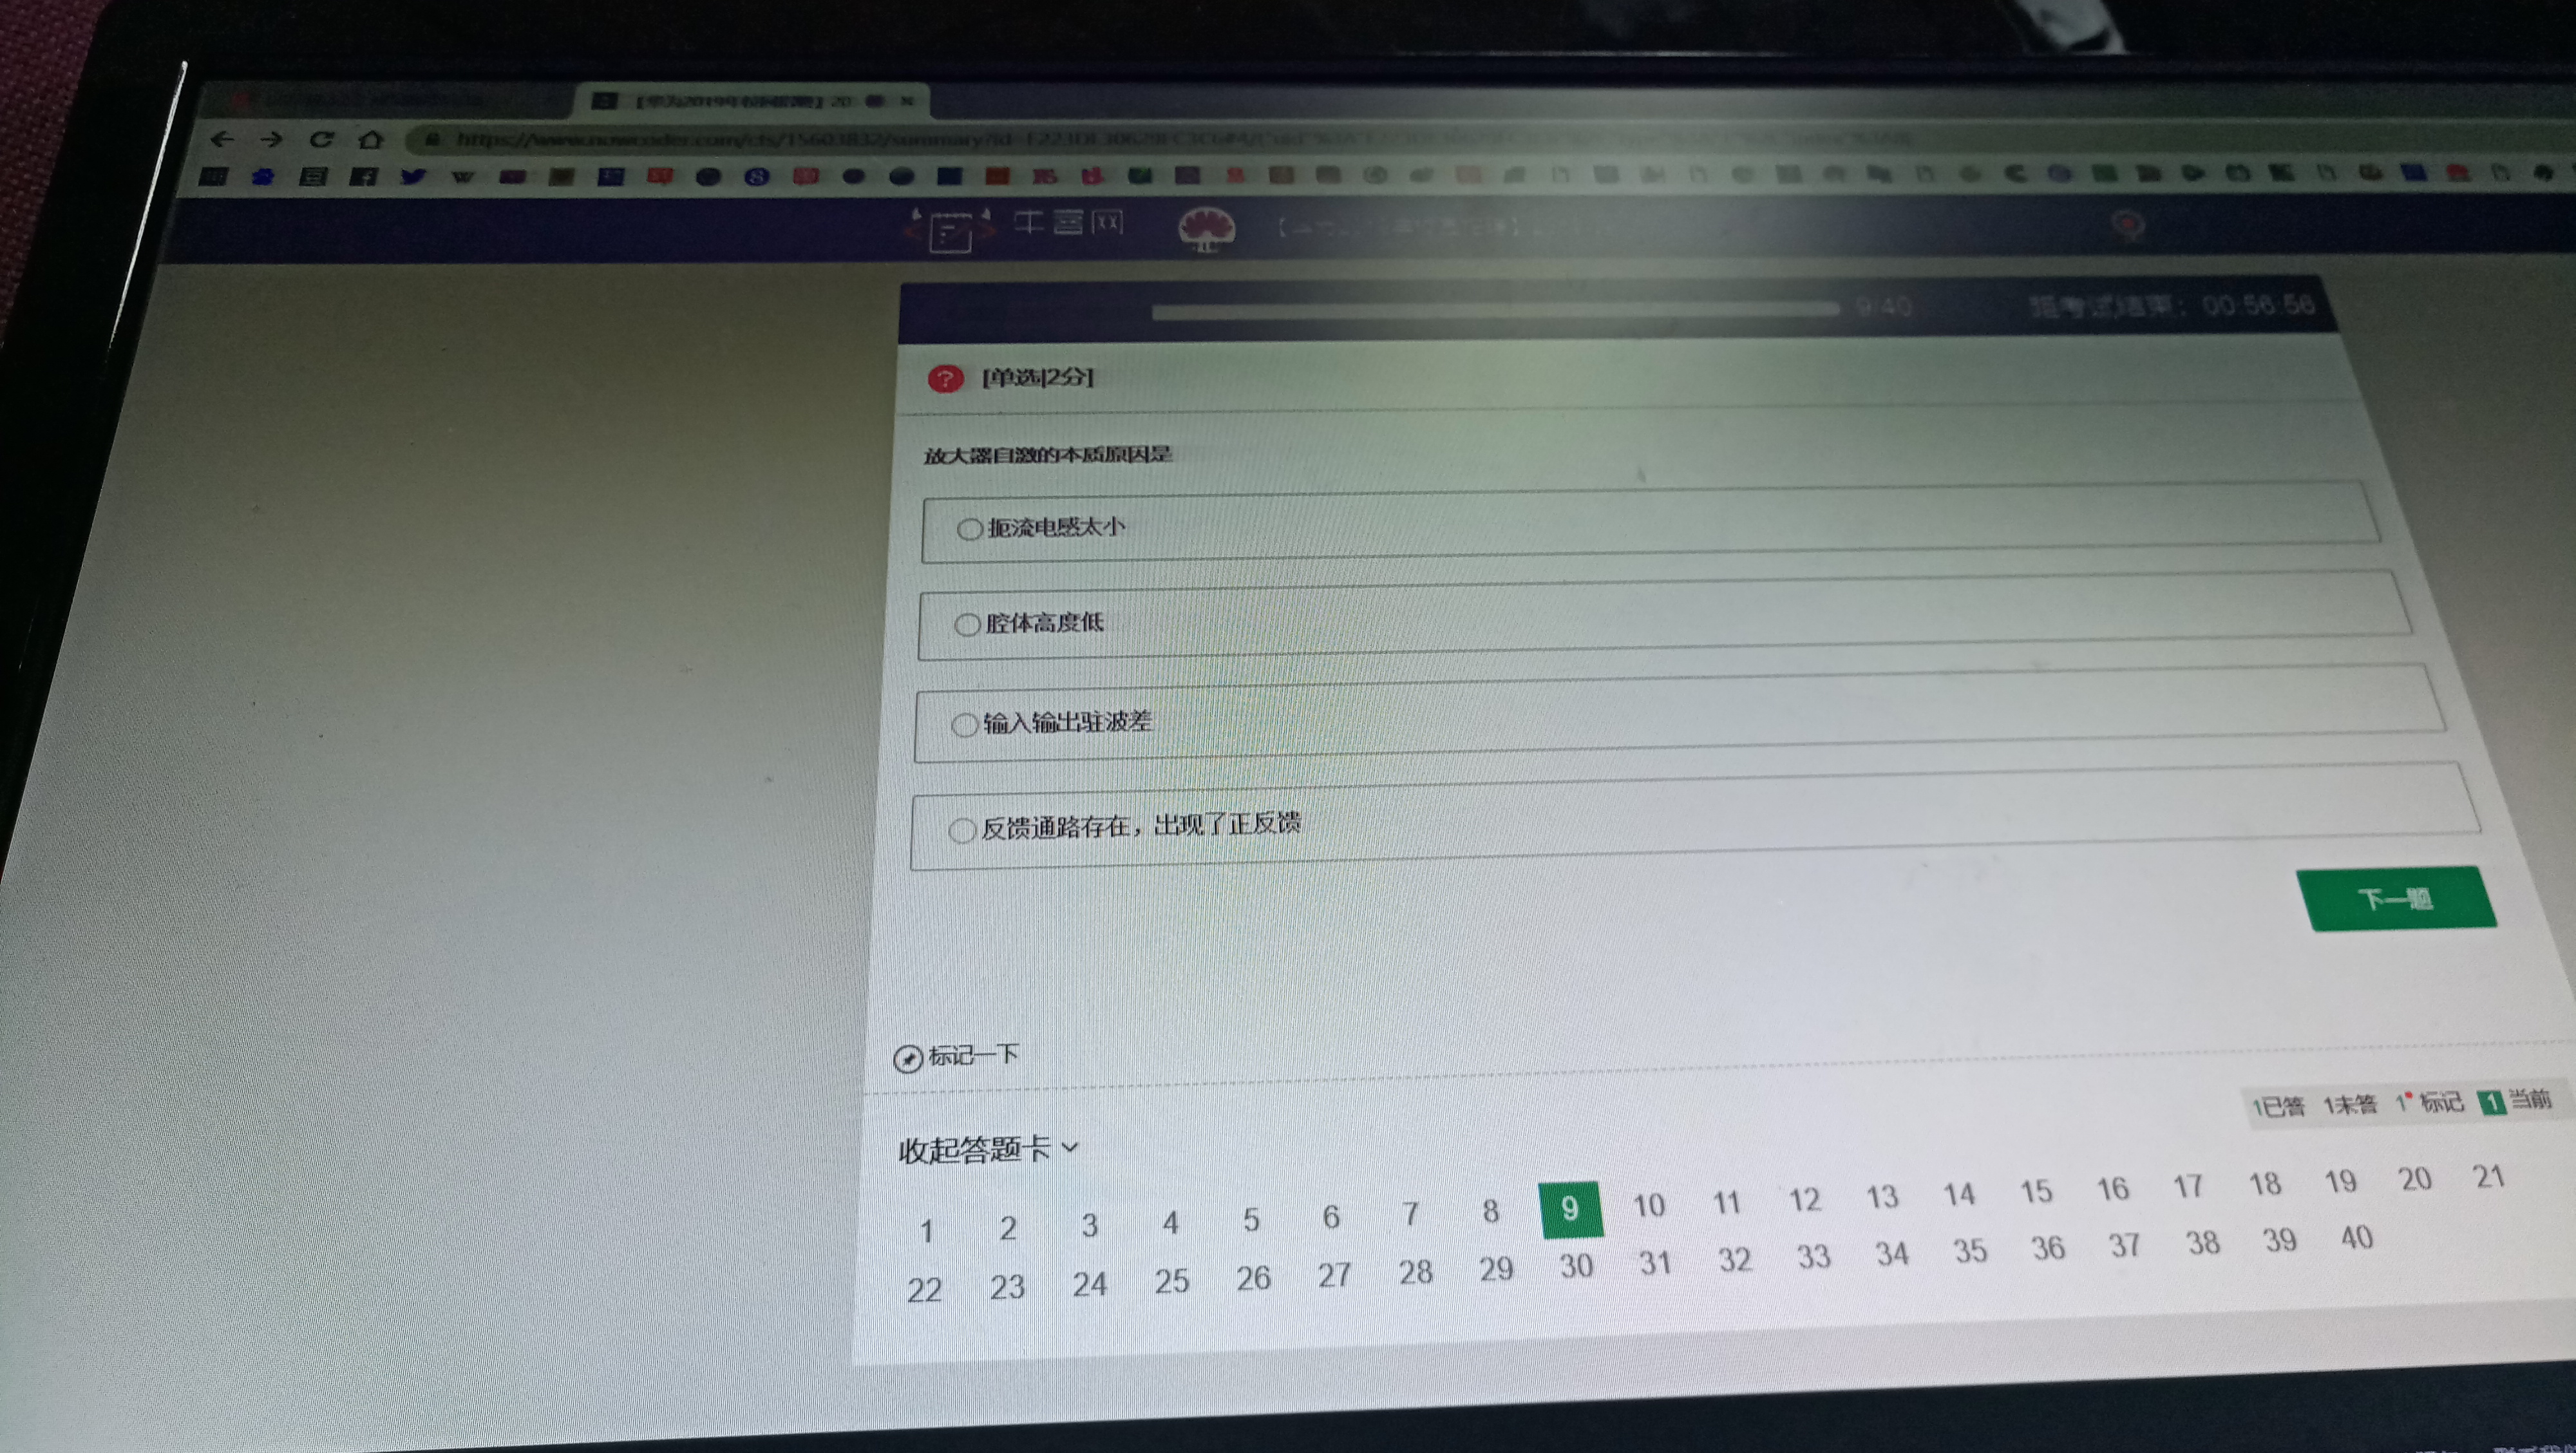 牛客网
9/40
距考试结束：00:56:56
[单选|2分]
放大器自激的本质原因是
扼流电感太小
腔体高度低
输入输出驻波差
反馈通路存在，出现了正反馈
下一题
标记一下
1已答 1未答 1标记 1当前
收起答题卡
1 2 3 4 5 6 7 8 9 10 11 12 13 14 15 16 17 18 19 20 21
22 23 24 25 26 27 28 29 30 31 32 33 34 35 36 37 38 39 40